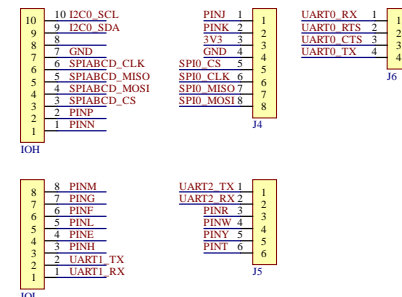 10 10 I2C0_SCL
9 9 I2C0_SDA
8 8
7 7 GND
6 6 SPIABCD_CLK
5 5 SPIABCD_MISO
4 4 SPIABCD_MOSI
3 3 SPIABCD_CS
2 2 PINP
1 1 PINN
IOH
PINJ 1 1
PINK 2 2
3V3 3 3
GND 4 4
SPI0_CS 5 5
SPI0_CLK 6 6
SPI0_MISO 7 7
SPI0_MOSI 8 8
J4
UART0_RX 1 1
UART0_RTS 2 2
UART0_CTS 3 3
UART0_TX 4 4
J6
8 8 PINM
7 7 PING
6 6 PINF
5 5 PINL
4 4 PINE
3 3 PINH
2 2 UART1_TX
1 1 UART1_RX
IOL
UART2_TX 1 1
UART2_RX 2 2
PINR 3 3
PINW 4 4
PINY 5 5
PINT 6 6
J5